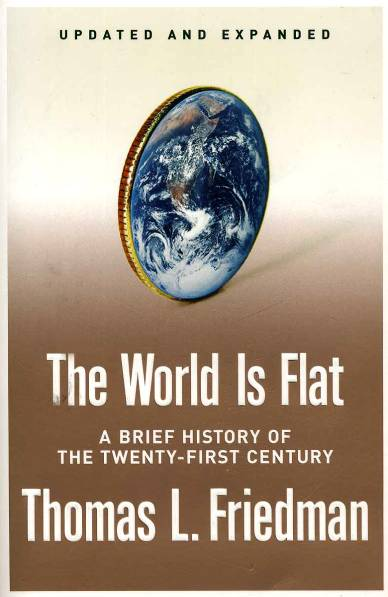 UPDATED AND EXPANDED
The World Is Flat
A BRIEF HISTORY OF
THE TWENTY-FIRST CENTURY
Thomas L. Friedman